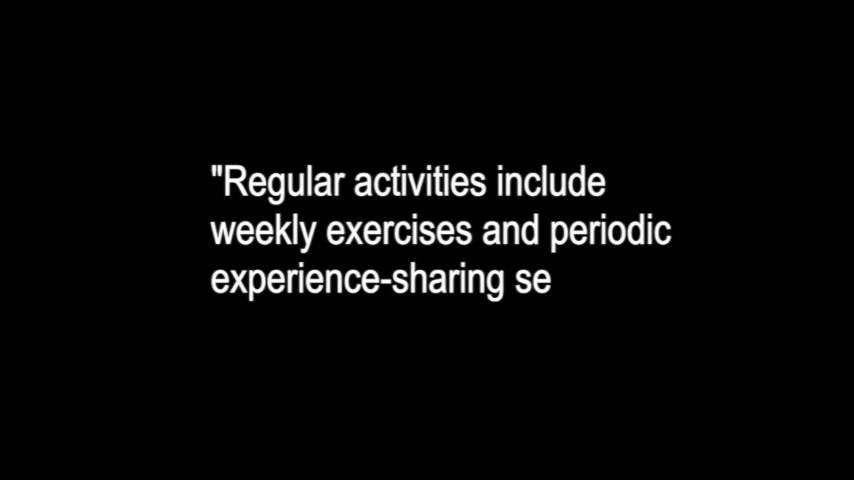 "Regular activities include
weekly exercises and periodic
experience-sharing se